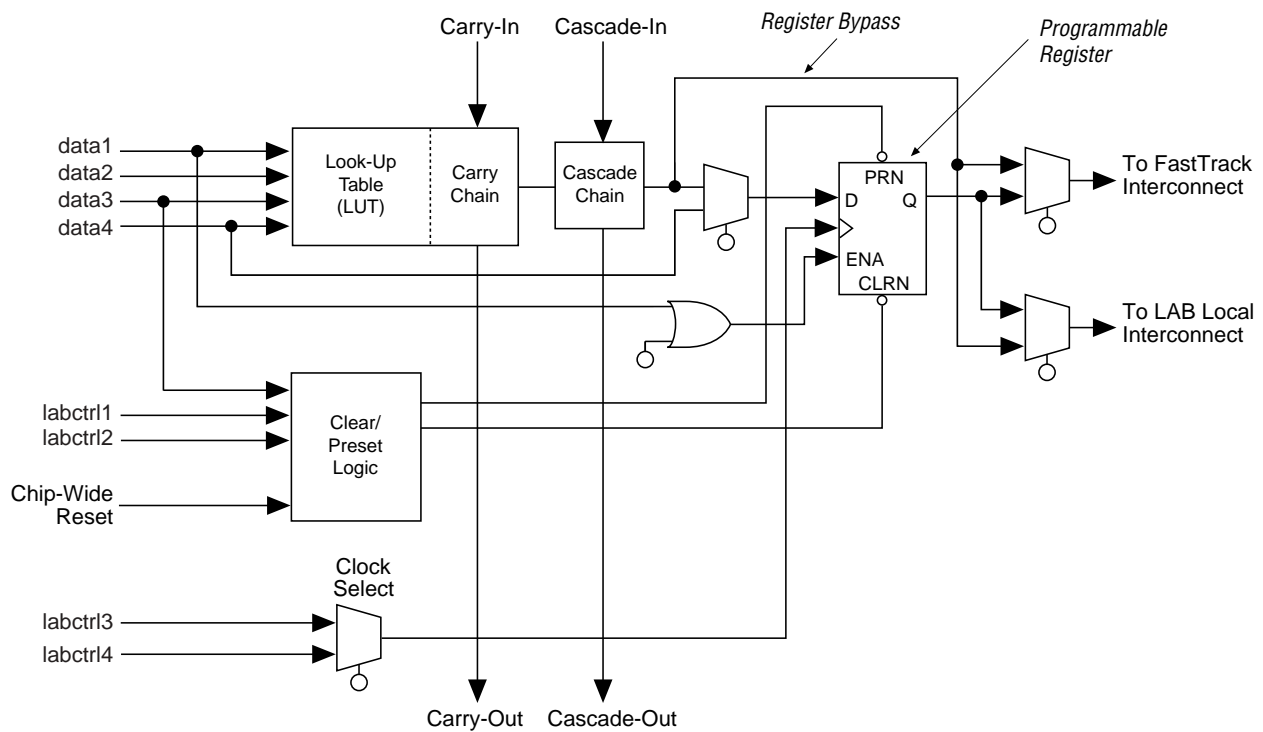 Carry-In
Cascade-In
Register Bypass
Programmable
Register
data1
data2
data3
data4
Look-Up
Table
(LUT)
Carry
Chain
Cascade
Chain
PRN
D
Q
ENA
CLRN
To FastTrack
Interconnect
To LAB Local
Interconnect
labctrl1
labctrl2
Chip-Wide
Reset
Clear/
Preset
Logic
Clock
Select
labctrl3
labctrl4
Carry-Out
Cascade-Out